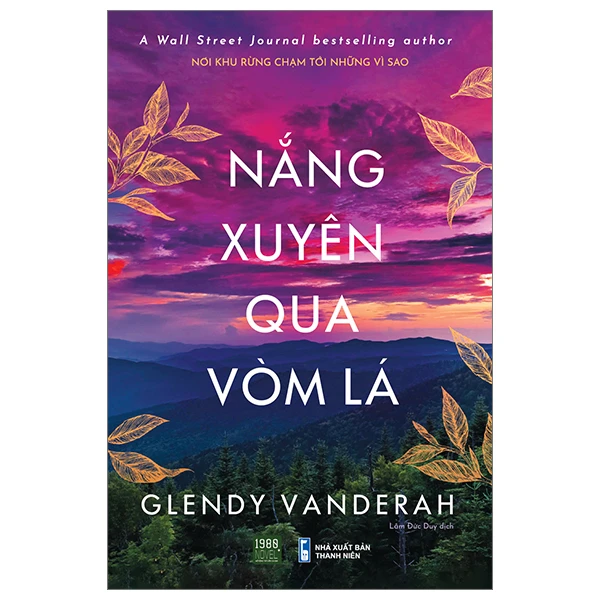 A Wall Street Journal bestselling author
NƠI KHU RỪNG CHẠM TỚI NHỮNG VÌ SAO
NẮNG
XUYÊN
QUA
VÒM LÁ
GLENDY VANDERAH
Lâm Đức Duy dịch
1980
NOVEL
NHÀ XUẤT BẢN
THANH NIÊN